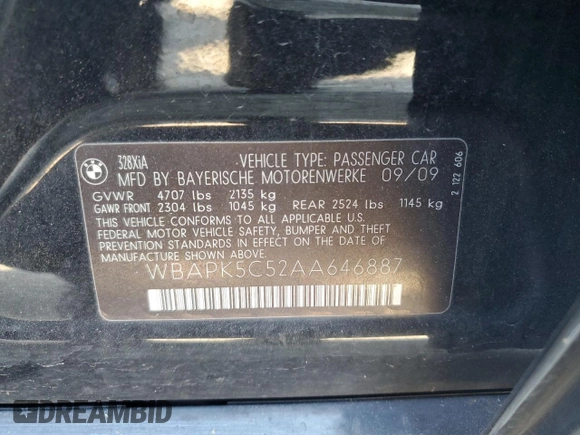 BMW
328XiA
VEHICLE TYPE: PASSENGER CAR
MFD BY BAYERISCHE MOTORENWERKE 09/09
GVWR 4707 lbs 2135 kg
GAWR FRONT 2304 lbs 1045 kg REAR 2524 lbs 1145 kg
THIS VEHICLE CONFORMS TO ALL APPLICABLE U.S.
FEDERAL MOTOR VEHICLE SAFETY, BUMPER AND THEFT
PREVENTION STANDARDS IN EFFECT ON THE DATE OF
MANUFACTURE SHOWN ABOVE.
WBAPK5C52AA646887
2 122 606
DREAMBID